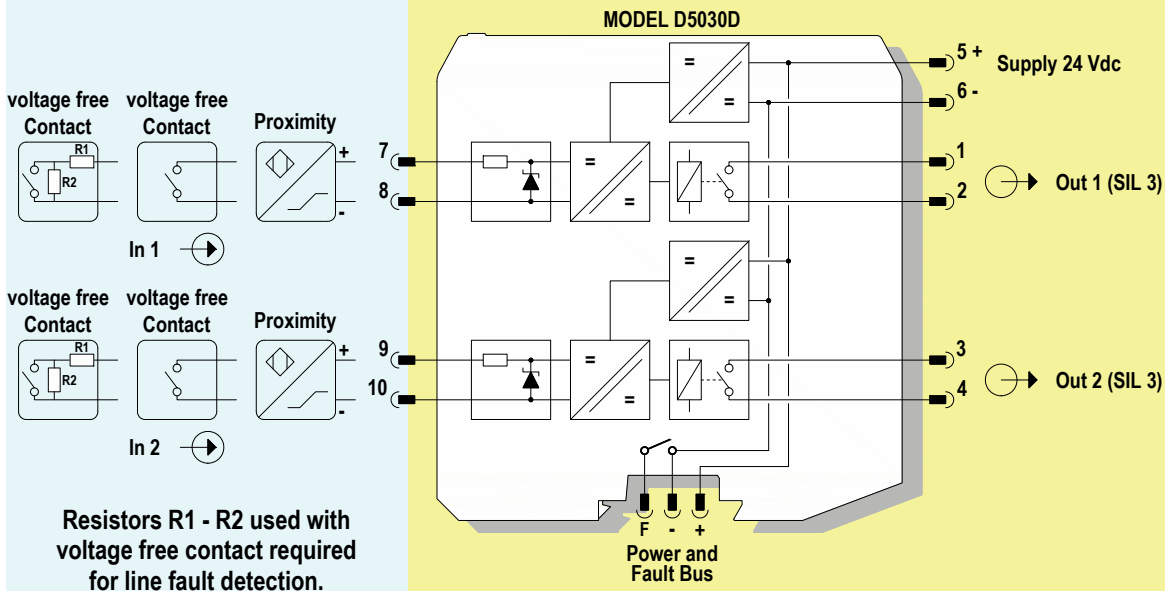 MODEL D5030D
5 +
Supply 24 Vdc
6 -
voltage free
Contact
voltage free
Contact
Proximity
R1
R2
+
-
7
8
=
=
=
=
1
2
Out 1 (SIL 3)
In 1
=
=
voltage free
Contact
voltage free
Contact
Proximity
R1
R2
+
-
9
10
=
=
3
4
Out 2 (SIL 3)
In 2
Resistors R1 - R2 used with
voltage free contact required
for line fault detection.
F - +
Power and
Fault Bus